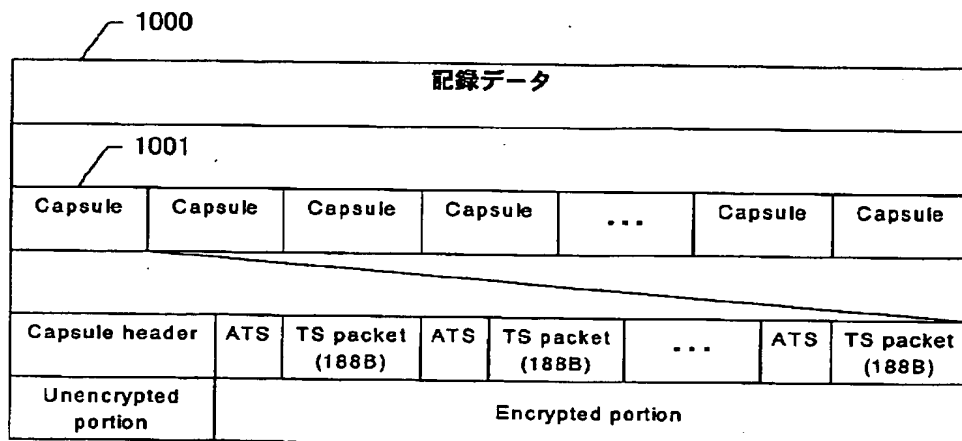 1000
記録データ
1001
Capsule Capsule Capsule Capsule ... Capsule Capsule
Capsule header ATS TS packet (188B) ATS TS packet (188B) ... ATS TS packet (188B)
Unencrypted portion Encrypted portion